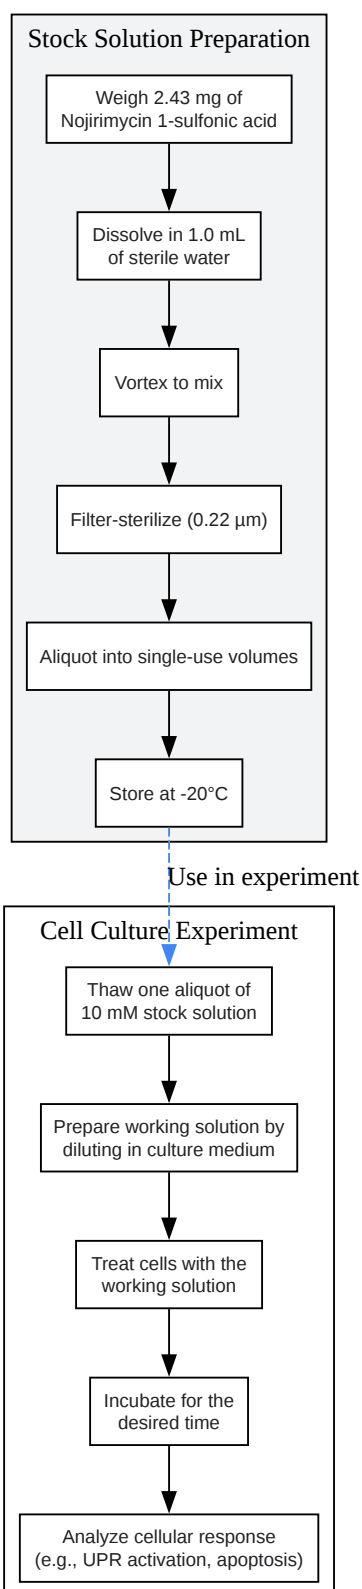 Stock Solution Preparation
Weigh 2.43 mg of
Nojirimycin 1-sulfonic acid
Dissolve in 1.0 mL
of sterile water
Vortex to mix
Filter-sterilize (0.22 µm)
Aliquot into single-use volumes
Store at -20°C
Use in experiment
Cell Culture Experiment
Thaw one aliquot of
10 mM stock solution
Prepare working solution by
diluting in culture medium
Treat cells with the
working solution
Incubate for the
desired time
Analyze cellular response
(e.g., UPR activation, apoptosis)